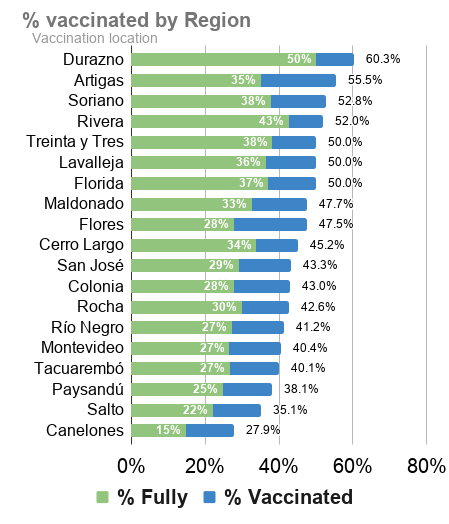 % vaccinated by Region
Vaccination location
Durazno 50% 60.3%
Artigas 35% 55.5%
Soriano 38% 52.8%
Rivera 43% 52.0%
Treinta y Tres 38% 50.0%
Lavalleja 36% 50.0%
Florida 37% 50.0%
Maldonado 33% 47.7%
Flores 28% 47.5%
Cerro Largo 34% 45.2%
San José 29% 43.3%
Colonia 28% 43.0%
Rocha 30% 42.6%
Río Negro 27% 41.2%
Montevideo 27% 40.4%
Tacuarembó 27% 40.1%
Paysandú 25% 38.1%
Salto 22% 35.1%
Canelones 15% 27.9%
0% 20% 40% 60% 80%
% Fully % Vaccinated